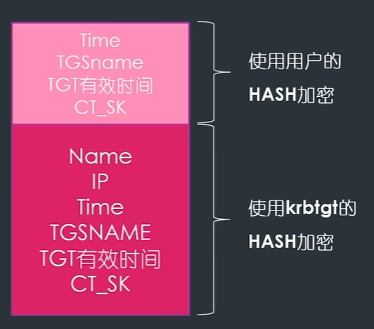 Time
TGSname
TGT有效时间
CT_SK
使用用户的
HASH加密
Name
IP
Time
TGSNAME
TGT有效时间
CT_SK
使用krbtgt的
HASH加密